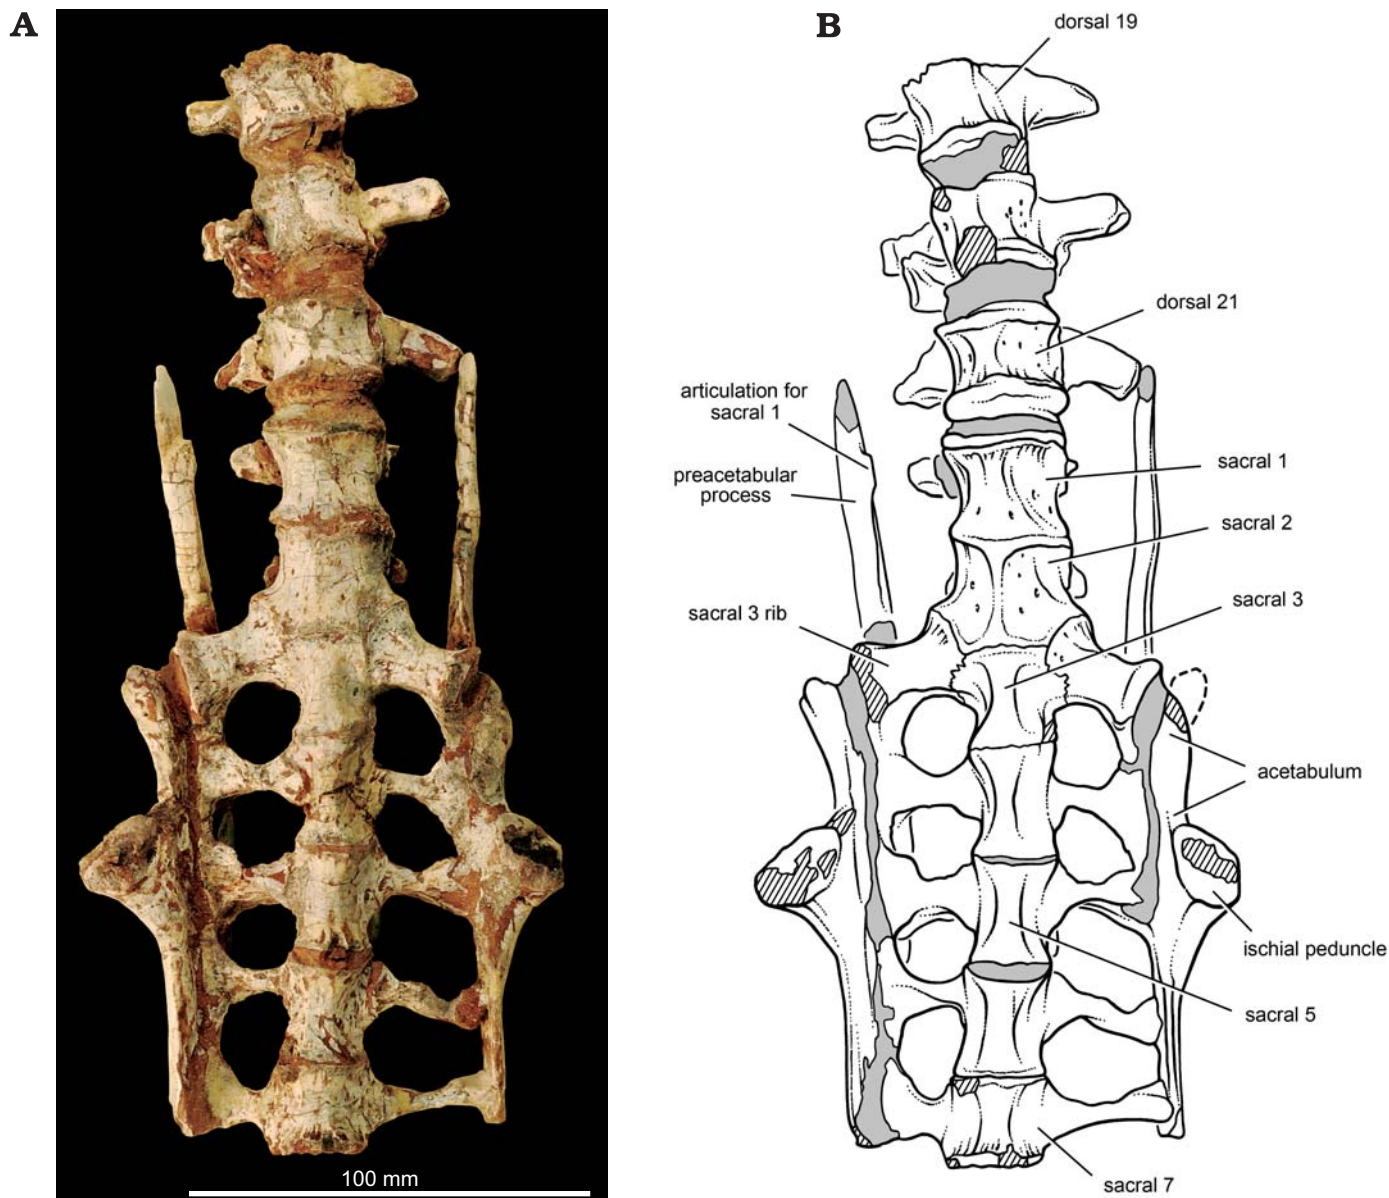 A
B
dorsal 19
dorsal 21
articulation for
sacral 1
preacetabular
process
sacral 1
sacral 2
sacral 3
sacral 3 rib
acetabulum
ischial peduncle
sacral 5
sacral 7
100 mm